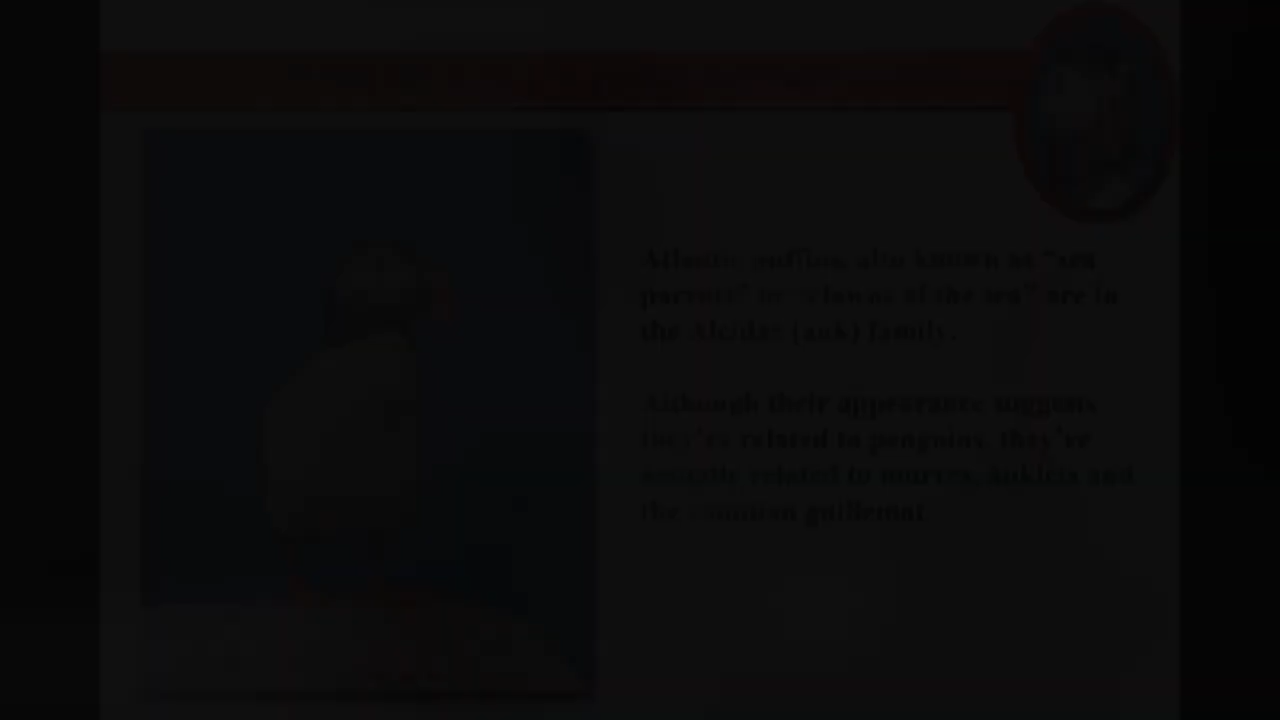 Atlantic puffins also known as "sea
parrots" or "clowns of the sea" are in
the Alcidae (auk) family.
Although their appearance suggests
they're related to penguins, they're
actually related to murres, Auklets and
the common guillemot.